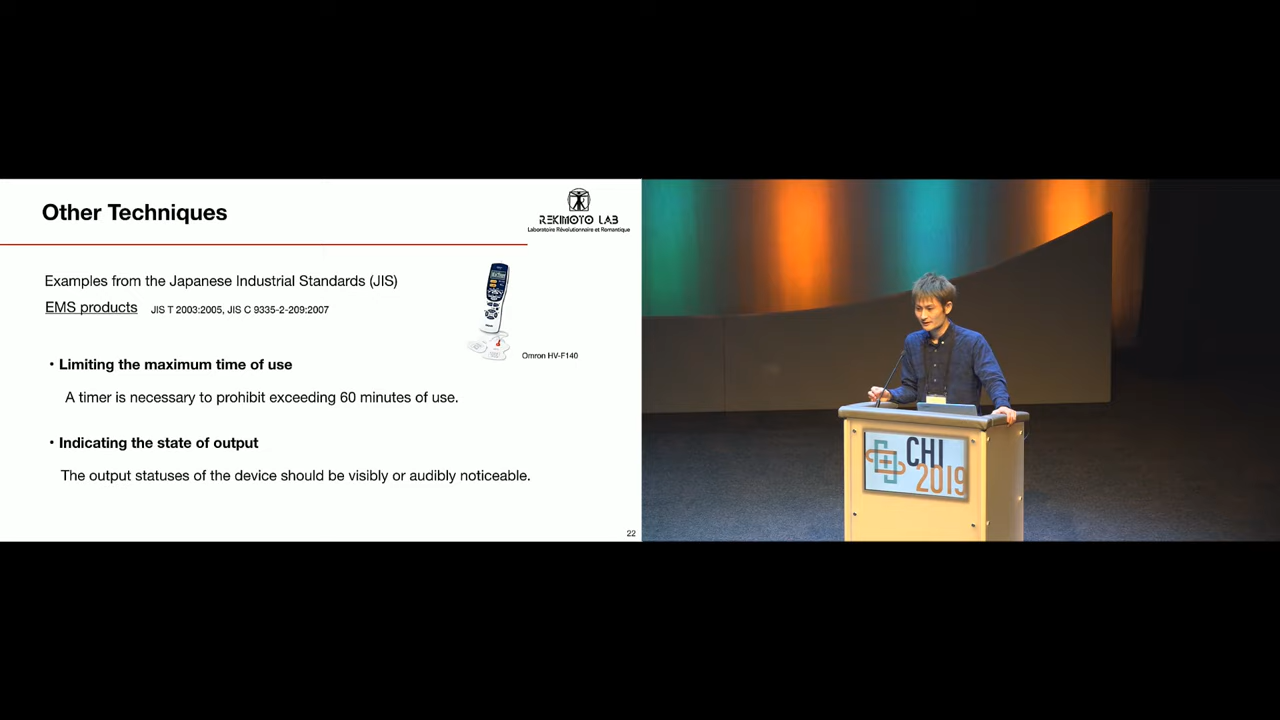 Other Techniques
REKIMOTO LAB
Laboratoire Révolutionnaire et Romantique
Examples from the Japanese Industrial Standards (JIS)
EMS products JIS T 2003:2005, JIS C 9335-2-209:2007
Omron HV-F140
• Limiting the maximum time of use
A timer is necessary to prohibit exceeding 60 minutes of use.
• Indicating the state of output
The output statuses of the device should be visibly or audibly noticeable.
22
CHI
2019